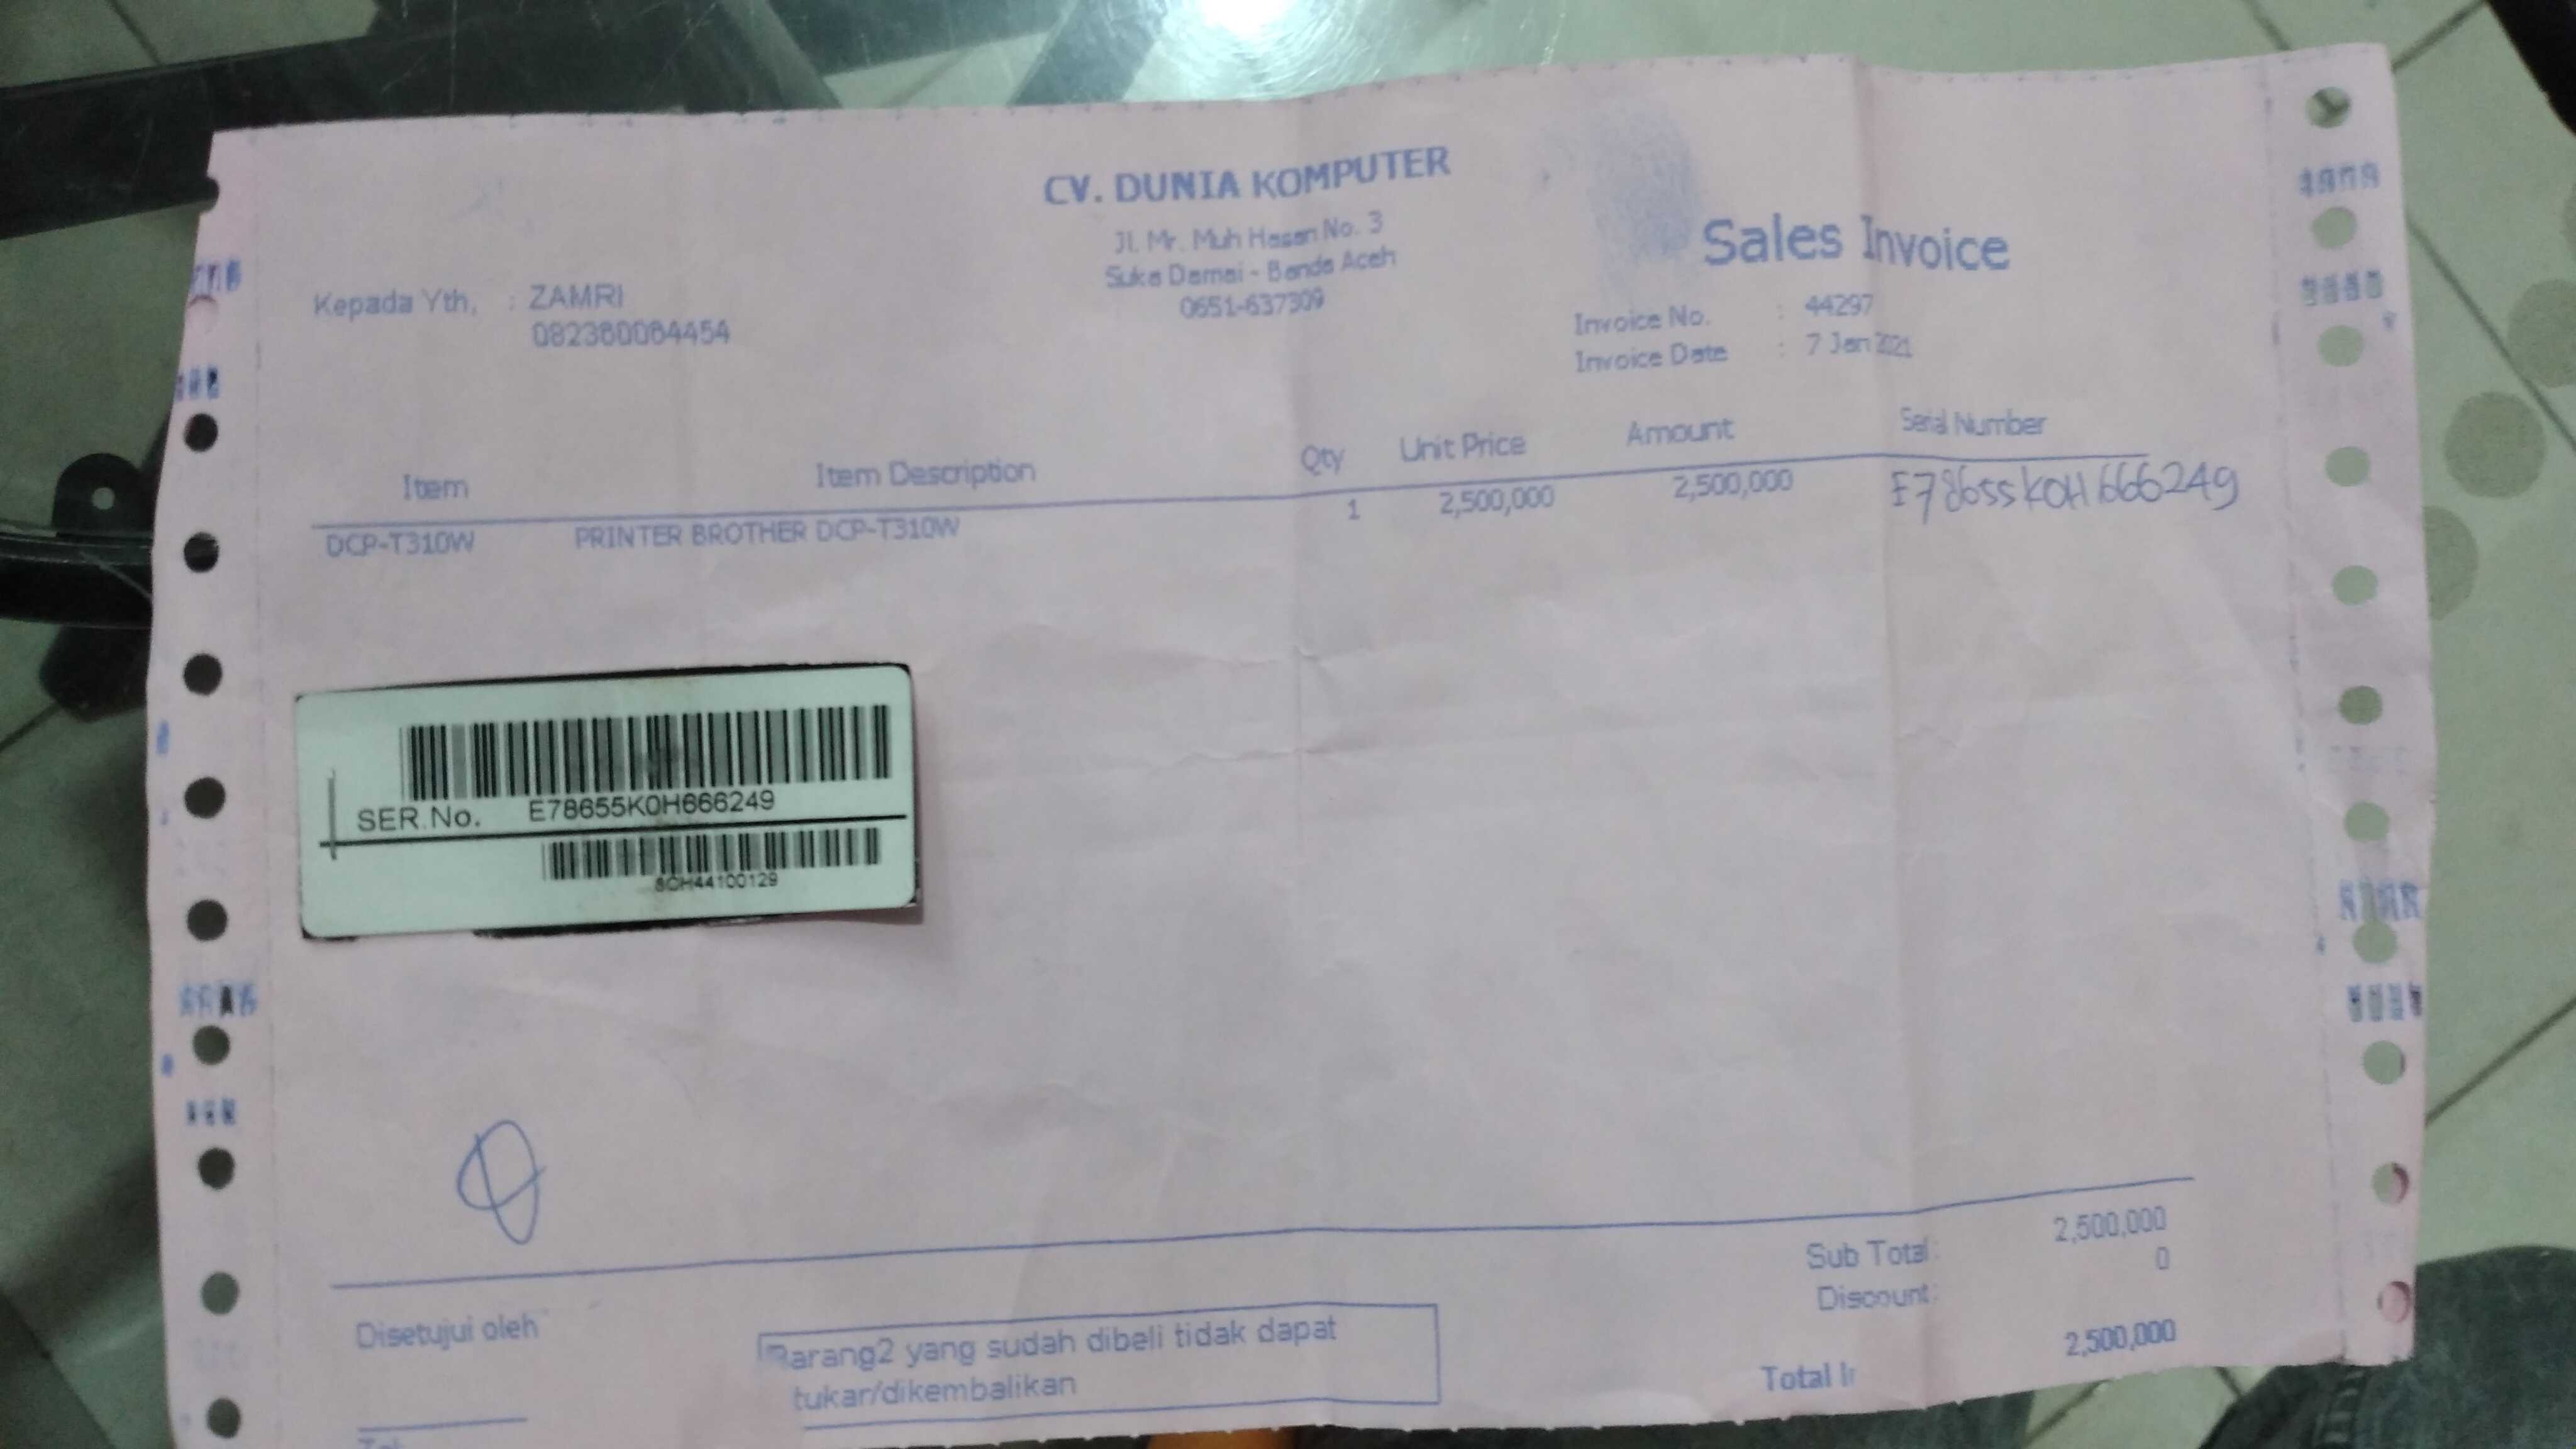 CV. DUNIA KOMPUTER
Jl. Mr. Muh Hasan No. 3
Suka Damai - Banda Aceh
0651-637309
Sales Invoice
Kepada Yth, : ZAMRI
082360064454
Invoice No. : 44297
Invoice Date : 7 Jan 2021
Item Item Description Qty Unit Price Amount Serial Number
DCP-T310W PRINTER BROTHER DCP-T310W 1 2,500,000 2,500,000 E78655K0H666249
SER.No. E78655K0H666249
8CH44100129
Sub Total: 2,500,000
Discount: 0
Total 2,500,000
Disetujui oleh
Barang2 yang sudah dibeli tidak dapat
tukar/dikembalikan